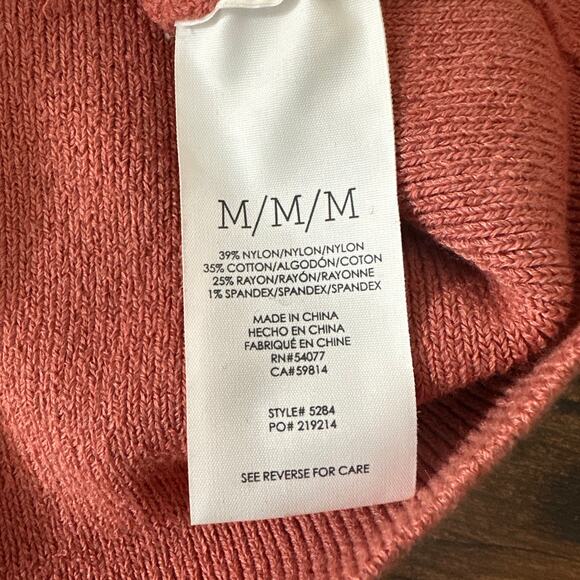 M/M/M
39% NYLON/NYLON/NYLON
35% COTTON/ALGODÓN/COTON
25% RAYON/RAYÓN/RAYONNE
1% SPANDEX/SPANDEX/SPANDEX
MADE IN CHINA
HECHO EN CHINA
FABRIQUÉ EN CHINE
RN#54077
CA#59814
STYLE# 5284
PO# 219214
SEE REVERSE FOR CARE